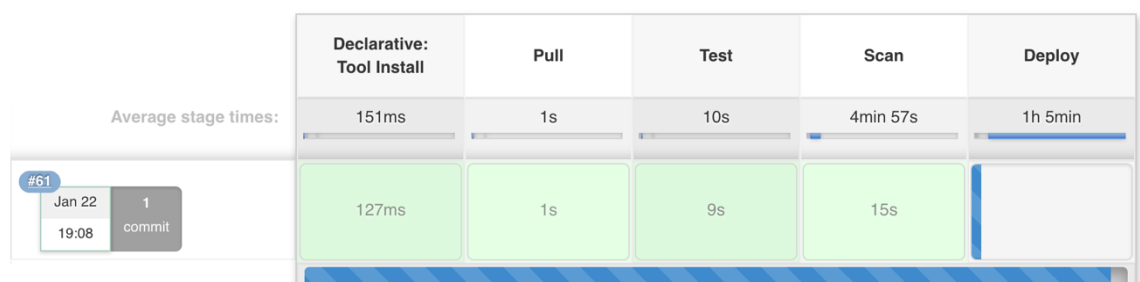 Declarative:
Tool Install
Pull
Test
Scan
Deploy
Average stage times:
151ms
1s
10s
4min 57s
1h 5min
#61
Jan 22
19:08
1
commit
127ms
1s
9s
15s